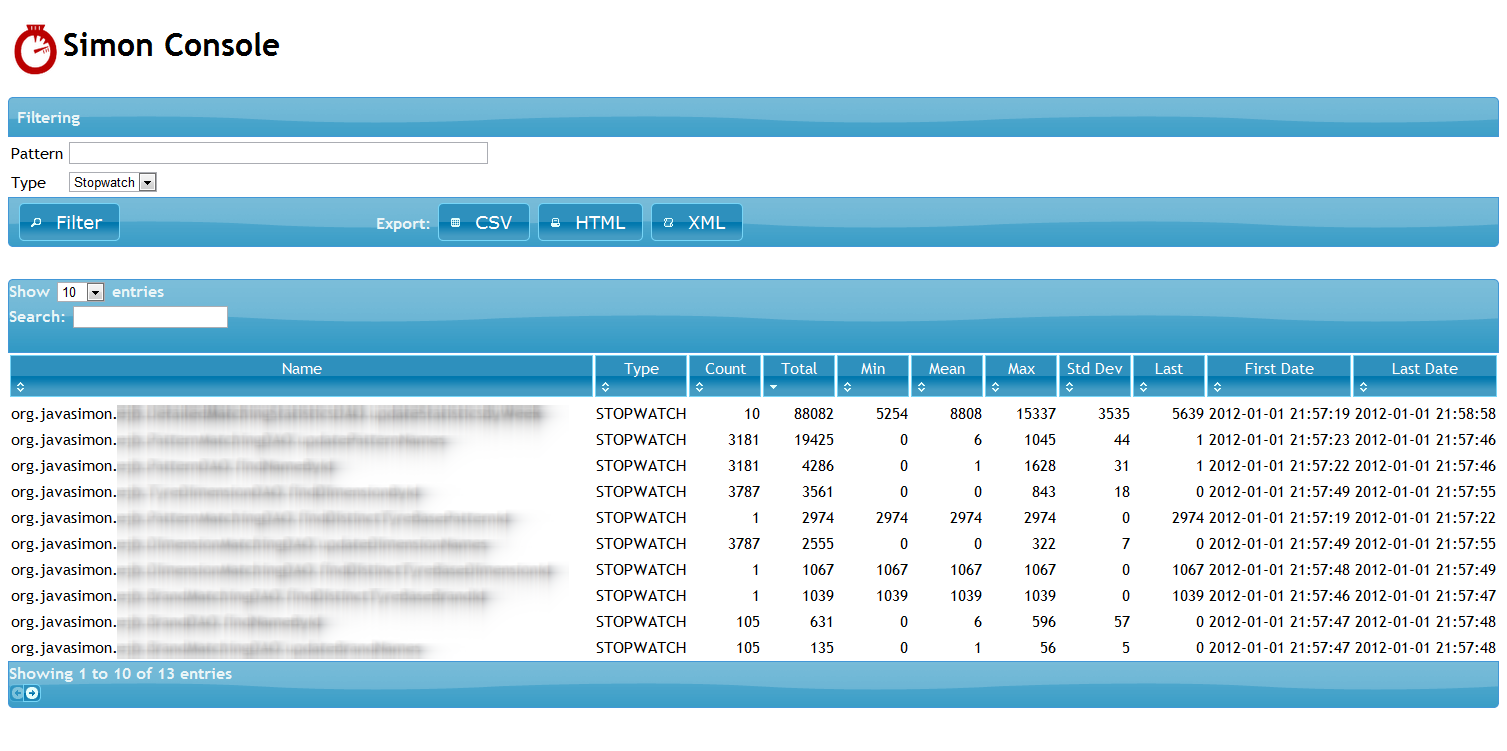 Simon Console
Filtering
Pattern
Type Stopwatch
Filter Export: CSV HTML XML
Show 10 entries
Search:
Name Type Count Total Min Mean Max Std Dev Last First Date Last Date
org.javasimon. STOPWATCH 10 88082 5254 8808 15337 3535 5639 2012-01-01 21:57:19 2012-01-01 21:58:58
org.javasimon. STOPWATCH 3181 19425 0 6 1045 44 1 2012-01-01 21:57:23 2012-01-01 21:57:46
org.javasimon. STOPWATCH 3181 4286 0 1 1628 31 1 2012-01-01 21:57:22 2012-01-01 21:57:46
org.javasimon. STOPWATCH 3787 3561 0 0 843 18 0 2012-01-01 21:57:49 2012-01-01 21:57:55
org.javasimon. STOPWATCH 1 2974 2974 2974 2974 0 2974 2012-01-01 21:57:19 2012-01-01 21:57:22
org.javasimon. STOPWATCH 3787 2555 0 0 322 7 0 2012-01-01 21:57:49 2012-01-01 21:57:55
org.javasimon. STOPWATCH 1 1067 1067 1067 1067 0 1067 2012-01-01 21:57:48 2012-01-01 21:57:49
org.javasimon. STOPWATCH 1 1039 1039 1039 1039 0 1039 2012-01-01 21:57:46 2012-01-01 21:57:47
org.javasimon. STOPWATCH 105 631 0 6 596 57 0 2012-01-01 21:57:47 2012-01-01 21:57:48
org.javasimon. STOPWATCH 105 135 0 1 56 5 0 2012-01-01 21:57:47 2012-01-01 21:57:48
Showing 1 to 10 of 13 entries